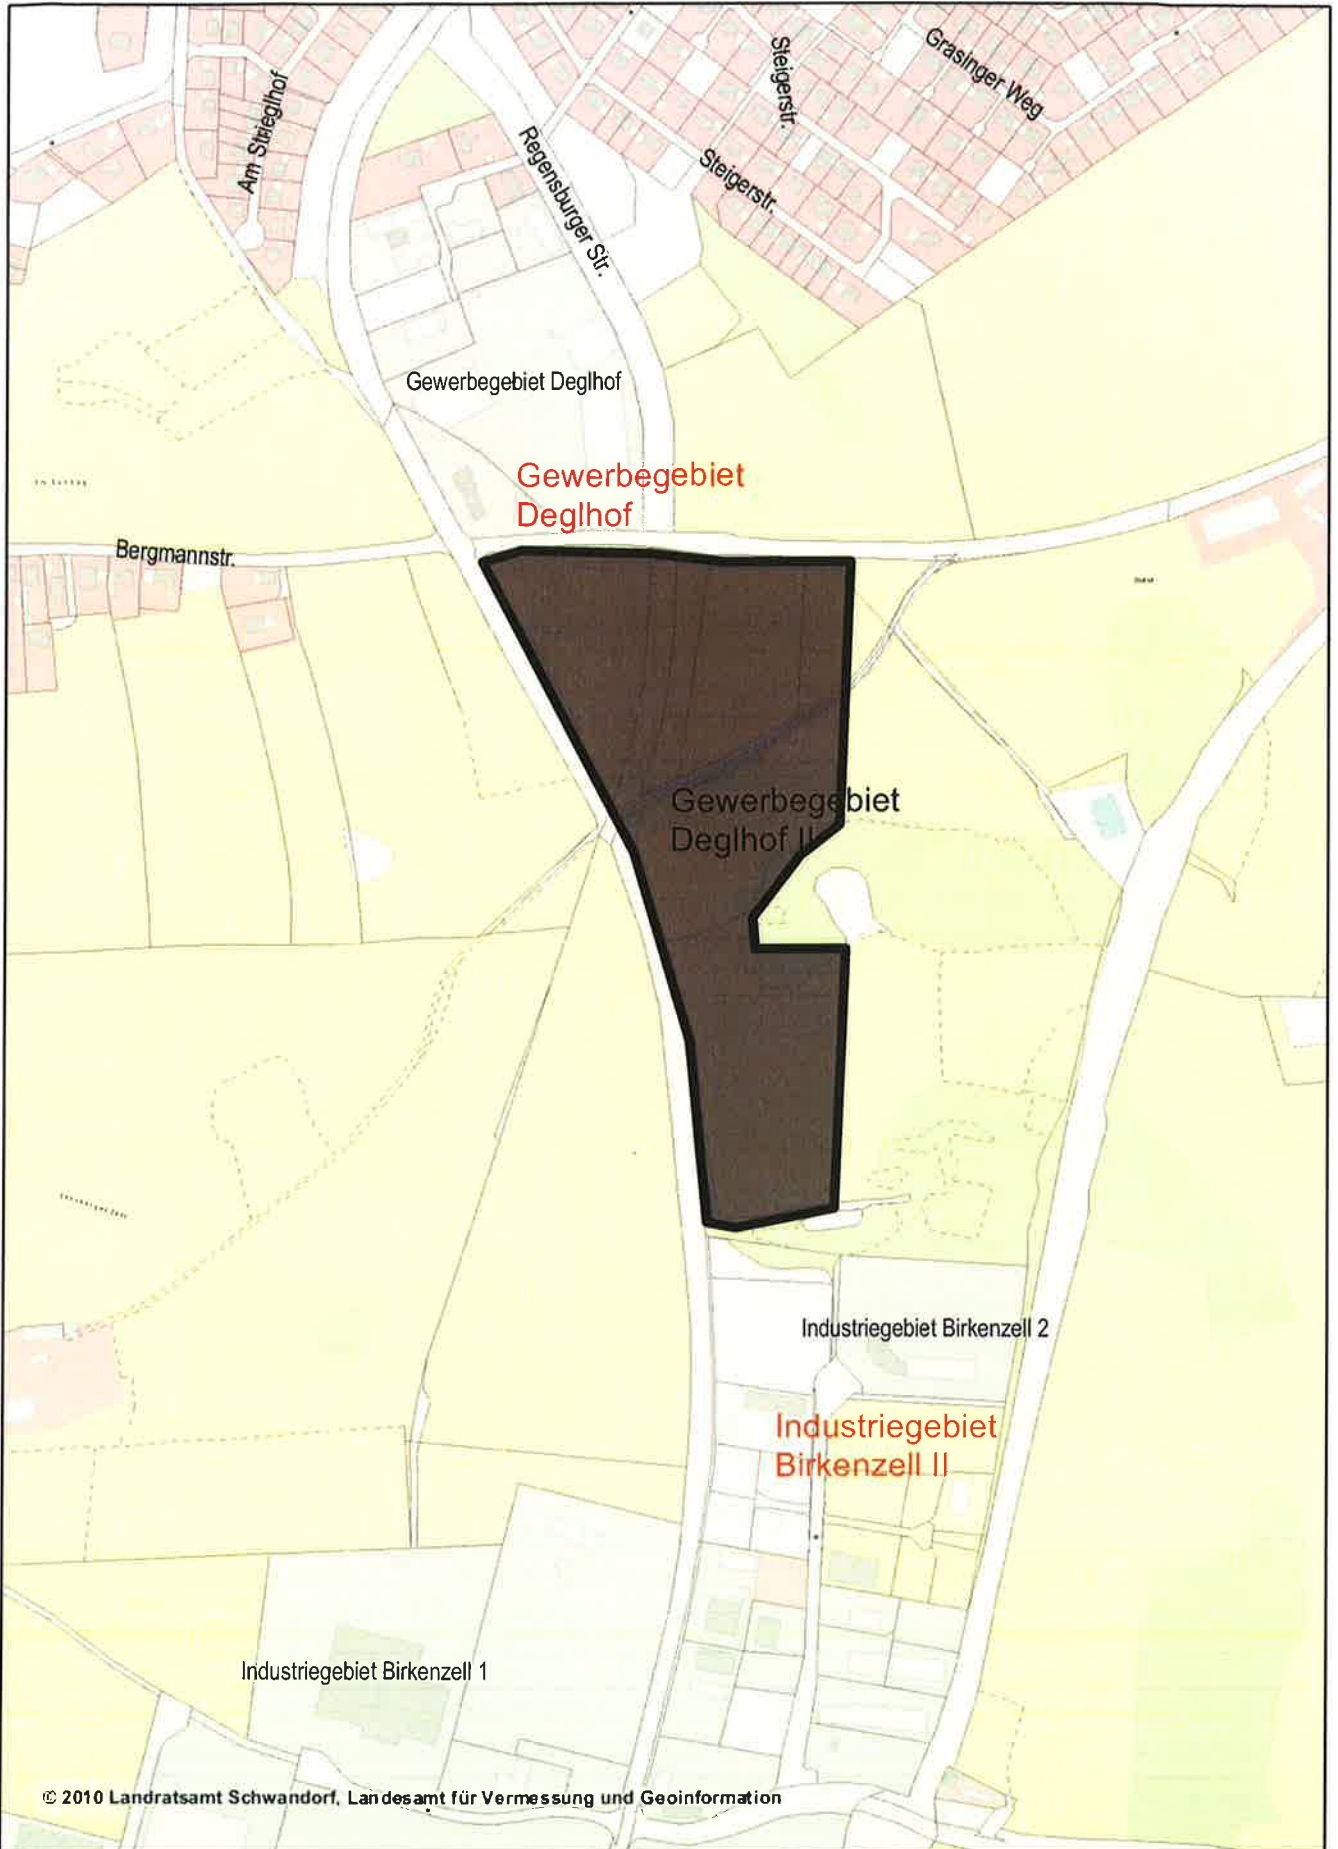 Grasinger Weg
Steigerstr.
Am Strieglhof
Regensburger Str.
Steigerstr.
Gewerbegebiet Deglhof
Gewerbegebiet
Deglhof
Bergmannstr.
Gewerbegebiet
Deglhof II
Industriegebiet Birkenzell 2
Industriegebiet
Birkenzell II
Industriegebiet Birkenzell 1
© 2010 Landratsamt Schwandorf, Landesamt für Vermessung und Geoinformation